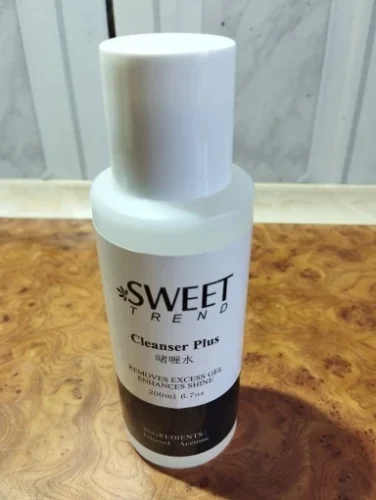 SWEET
TREND
Cleanser Plus
啫喱水
REMOVES EXCESS GEL
ENHANCES SHINE
200ml 6.7oz
INGREDIENTS:
Ethanol Acetone